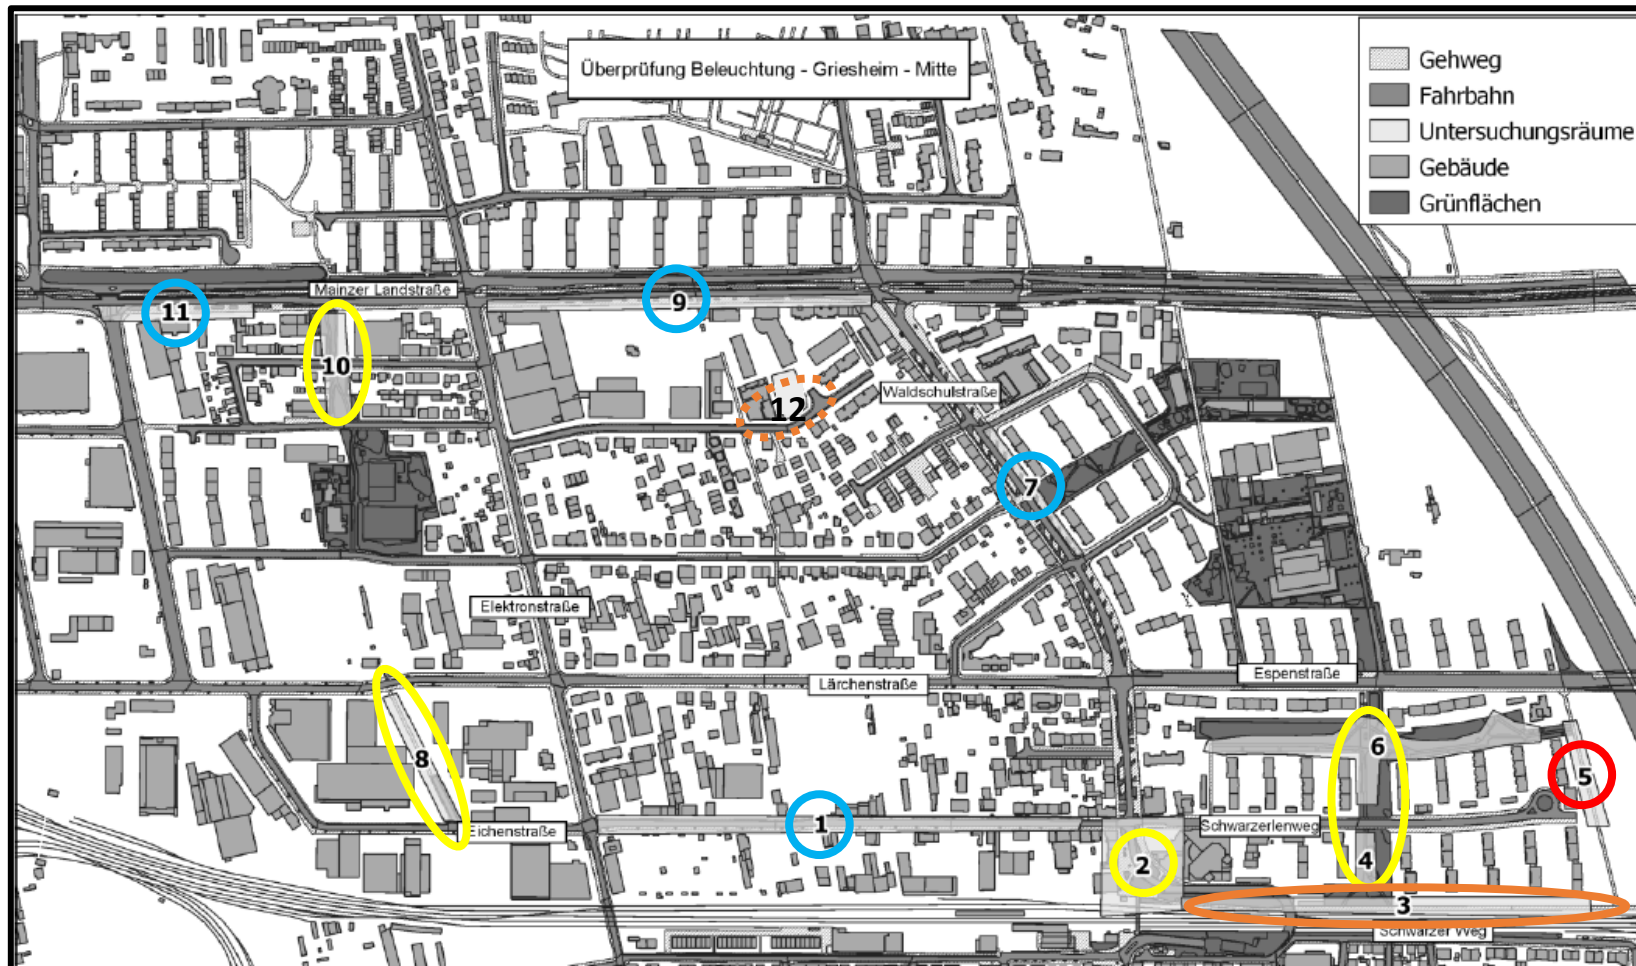 Überprüfung Beleuchtung - Griesheim - Mitte
Gehweg
Fahrbahn
Untersuchungsräume
Gebäude
Grünflächen
Mainzer Landstraße
11
9
10
12
Waldschulstraße
7
Elektronstraße
Espenstraße
Lärchenstraße
6
8
5
1
Eichenstraße
Schwarzerlenweg
2
4
3
Schwarzer Weg